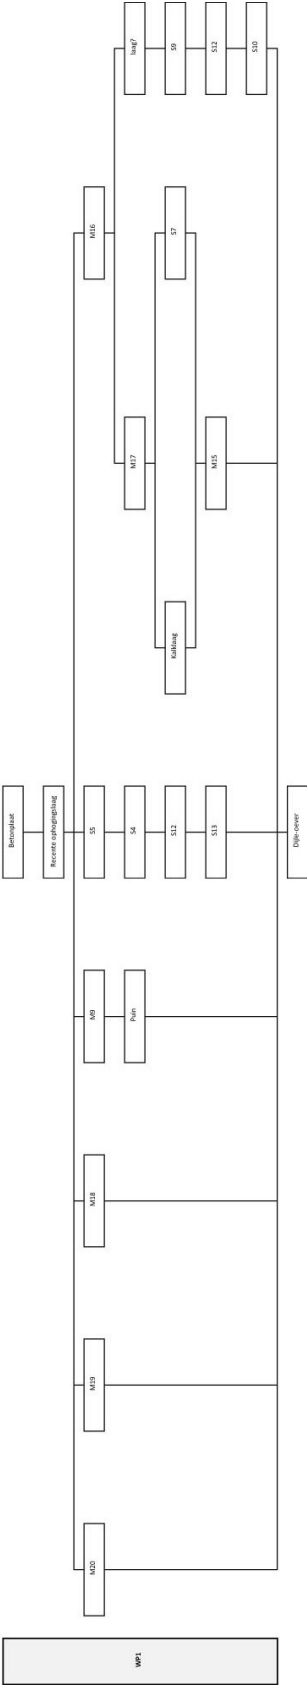 WP1
Betonplaat
Recente ophogingslaag
M20
M19
M18
M9
S5
M16
Puin
S4
M17
laag?
S12
Kalklaag
S7
S9
S13
M15
S12
S10
Dijle-oever